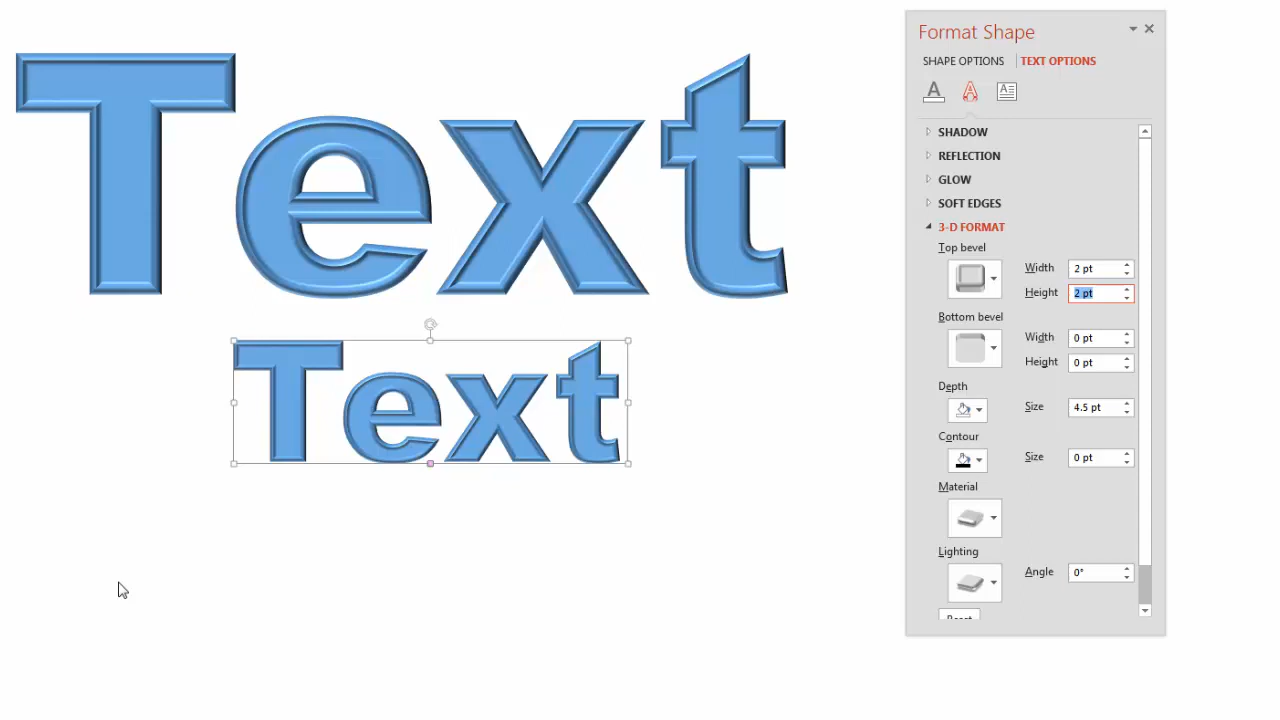 Text
Text
Format Shape
SHAPE OPTIONS TEXT OPTIONS
SHADOW
REFLECTION
GLOW
SOFT EDGES
3-D FORMAT
Top bevel
Width 2 pt
Height 2 pt
Bottom bevel
Width 0 pt
Height 0 pt
Depth
Size 4.5 pt
Contour
Size 0 pt
Material
Lighting
Angle 0°
Reset